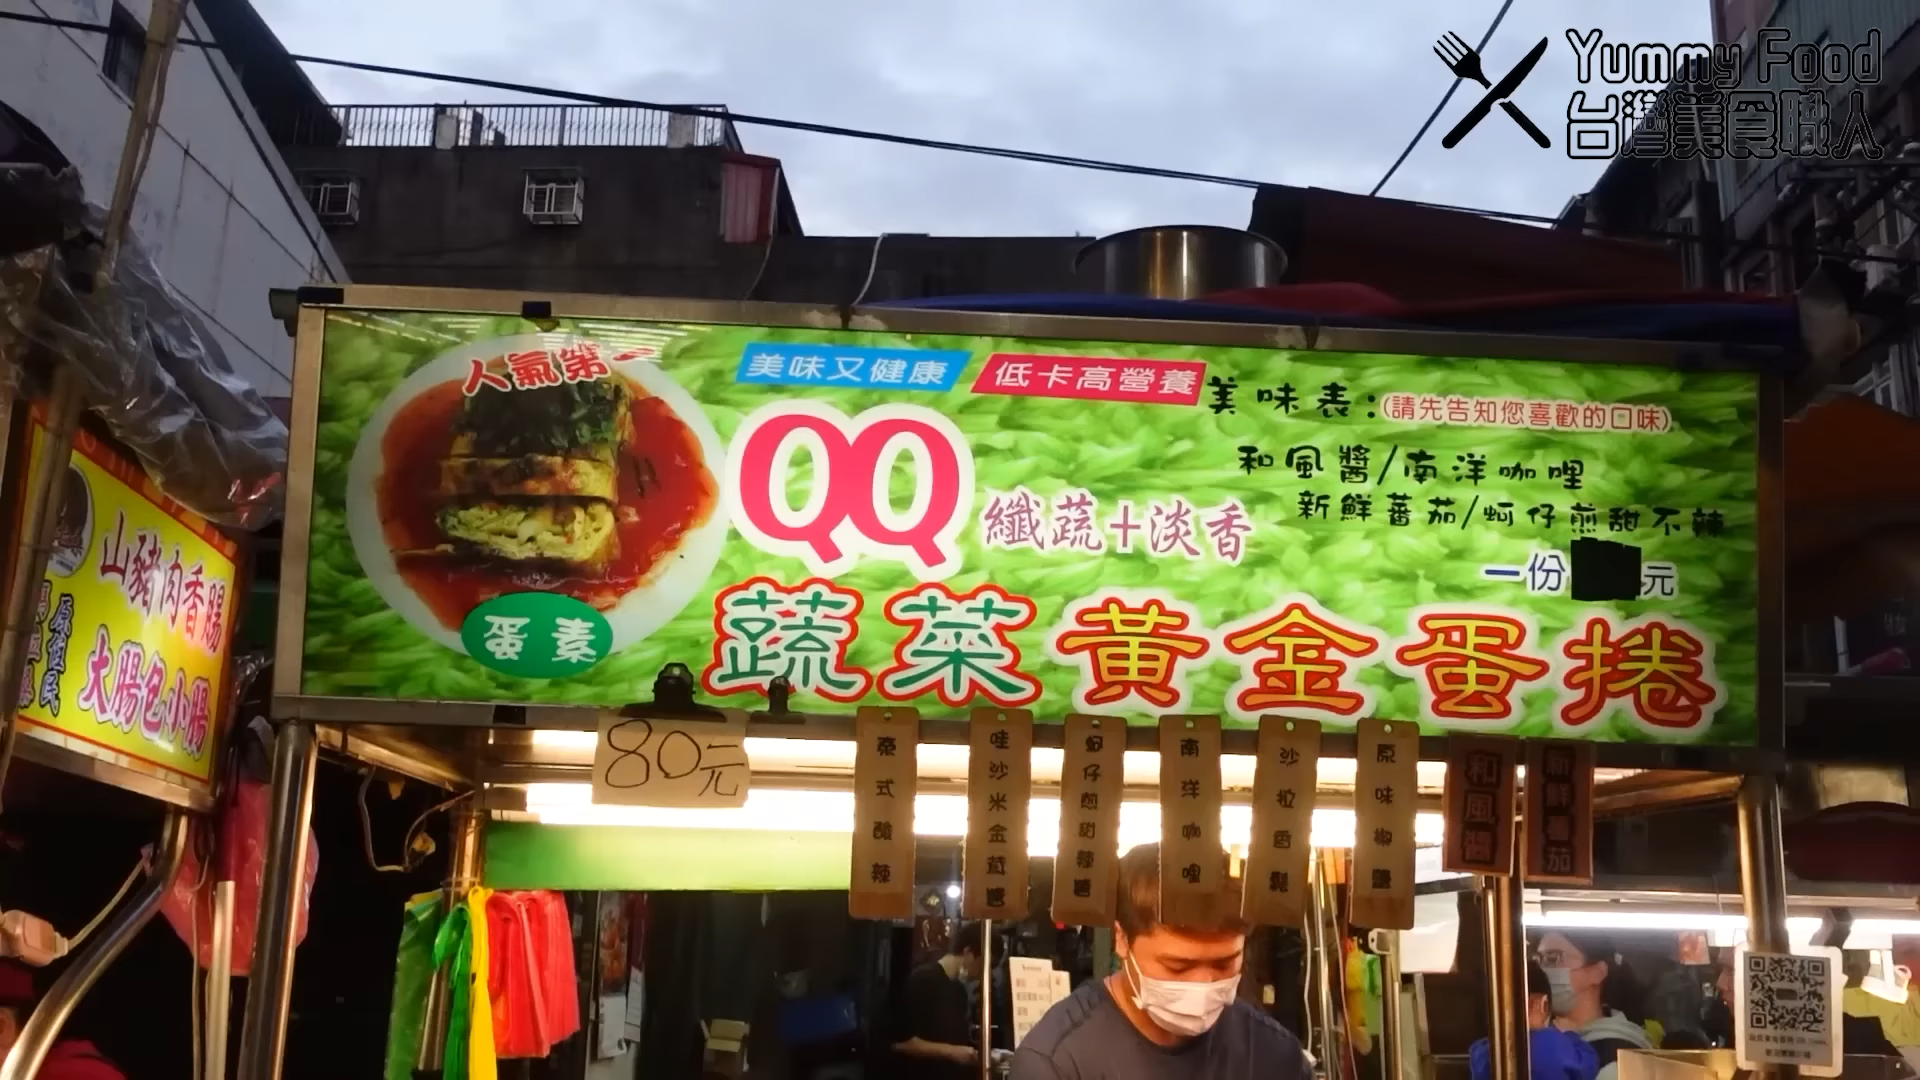 Yummy Food
台灣美食職人
人氣第一
美味又健康
低卡高營養
美味表:(請先告知您喜歡的口味)
和風醬/南洋咖哩
新鮮蕃茄/蚵仔煎甜不辣
QQ
纖蔬+淡香
一份
元
蛋素
蔬菜黃金蛋捲
80元
泰式酸辣
哇沙米金茸醬
蚵仔煎甜辣醬
南洋咖哩
沙拉香鬆
原味椒鹽
和風醬
新鮮蕃茄
山豬肉香腸
大腸包小腸
原住民